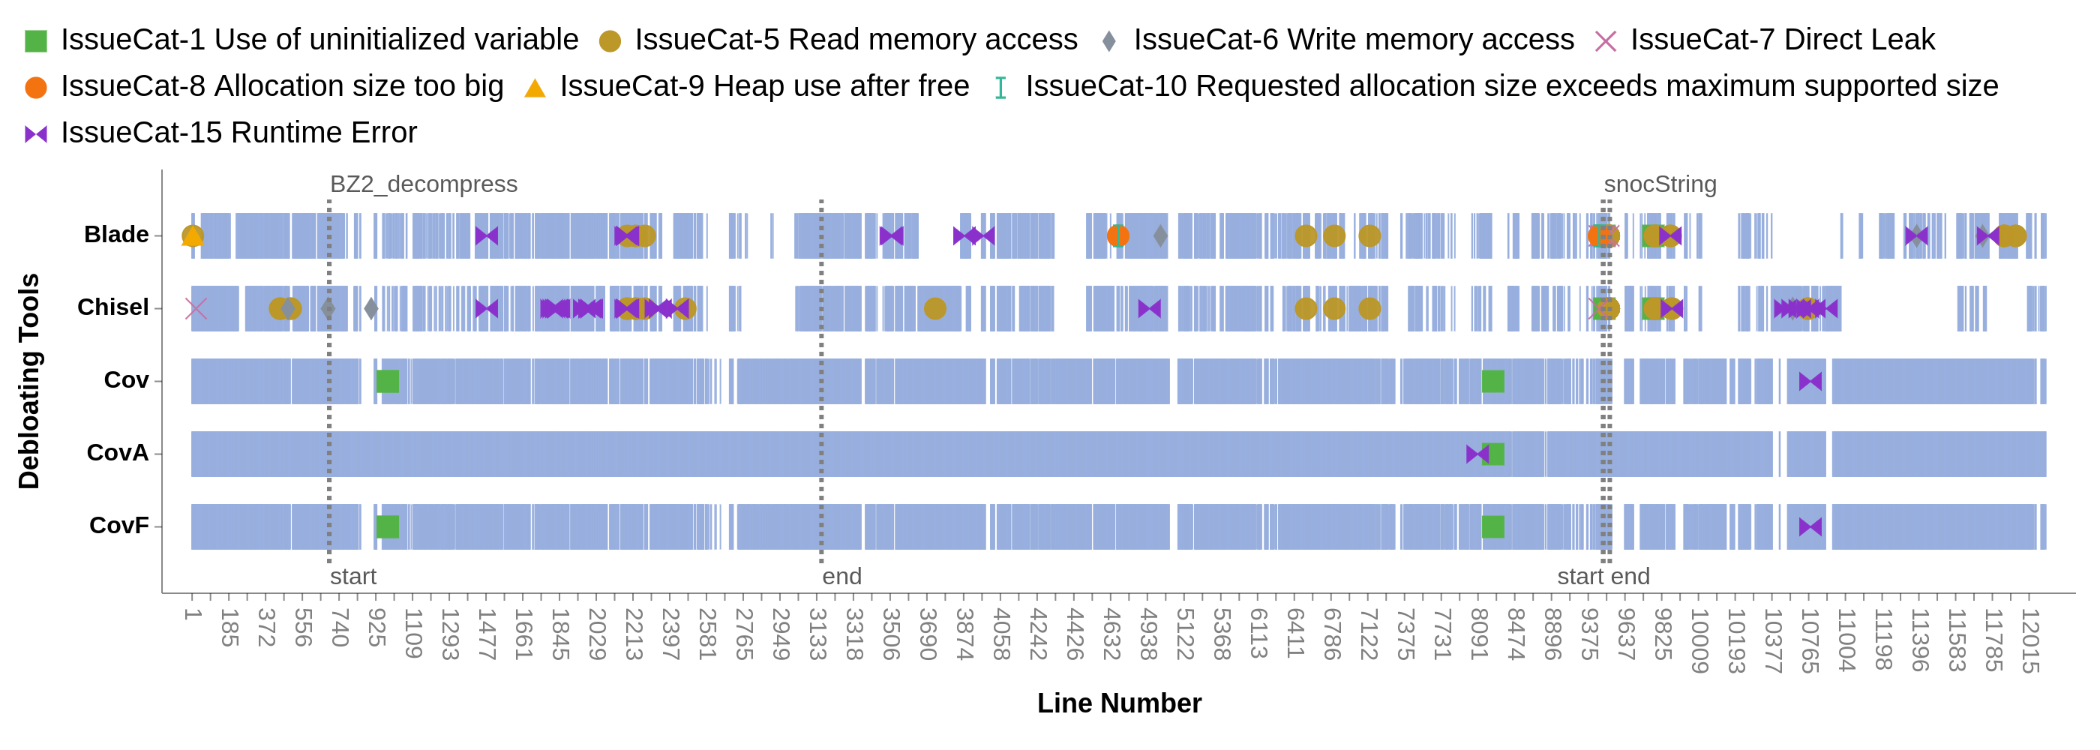 IssueCat-1 Use of uninitialized variable IssueCat-5 Read memory access IssueCat-6 Write memory access IssueCat-7 Direct Leak
IssueCat-8 Allocation size too big IssueCat-9 Heap use after free IssueCat-10 Requested allocation size exceeds maximum supported size
IssueCat-15 Runtime Error
BZ2_decompress snocString
Debloating Tools
Blade
Chisel
Cov
CovA
CovF
start end start end
1 185 372 556 740 925 1109 1293 1477 1661 1845 2029 2213 2397 2581 2765 2949 3133 3318 3506 3690 3874 4058 4242 4426 4632 4938 5122 5368 6113 6411 6786 7122 7375 7731 8091 8474 8896 9375 9637 9825 10009 10193 10377 10765 11004 11198 11396 11583 11785 12015
Line Number